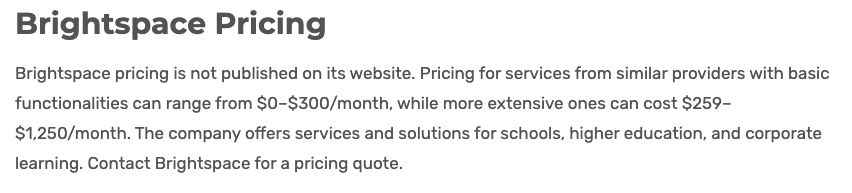 Brightspace Pricing
Brightspace pricing is not published on its website. Pricing for services from similar providers with basic
functionalities can range from $0–$300/month, while more extensive ones can cost $259–
$1,250/month. The company offers services and solutions for schools, higher education, and corporate
learning. Contact Brightspace for a pricing quote.